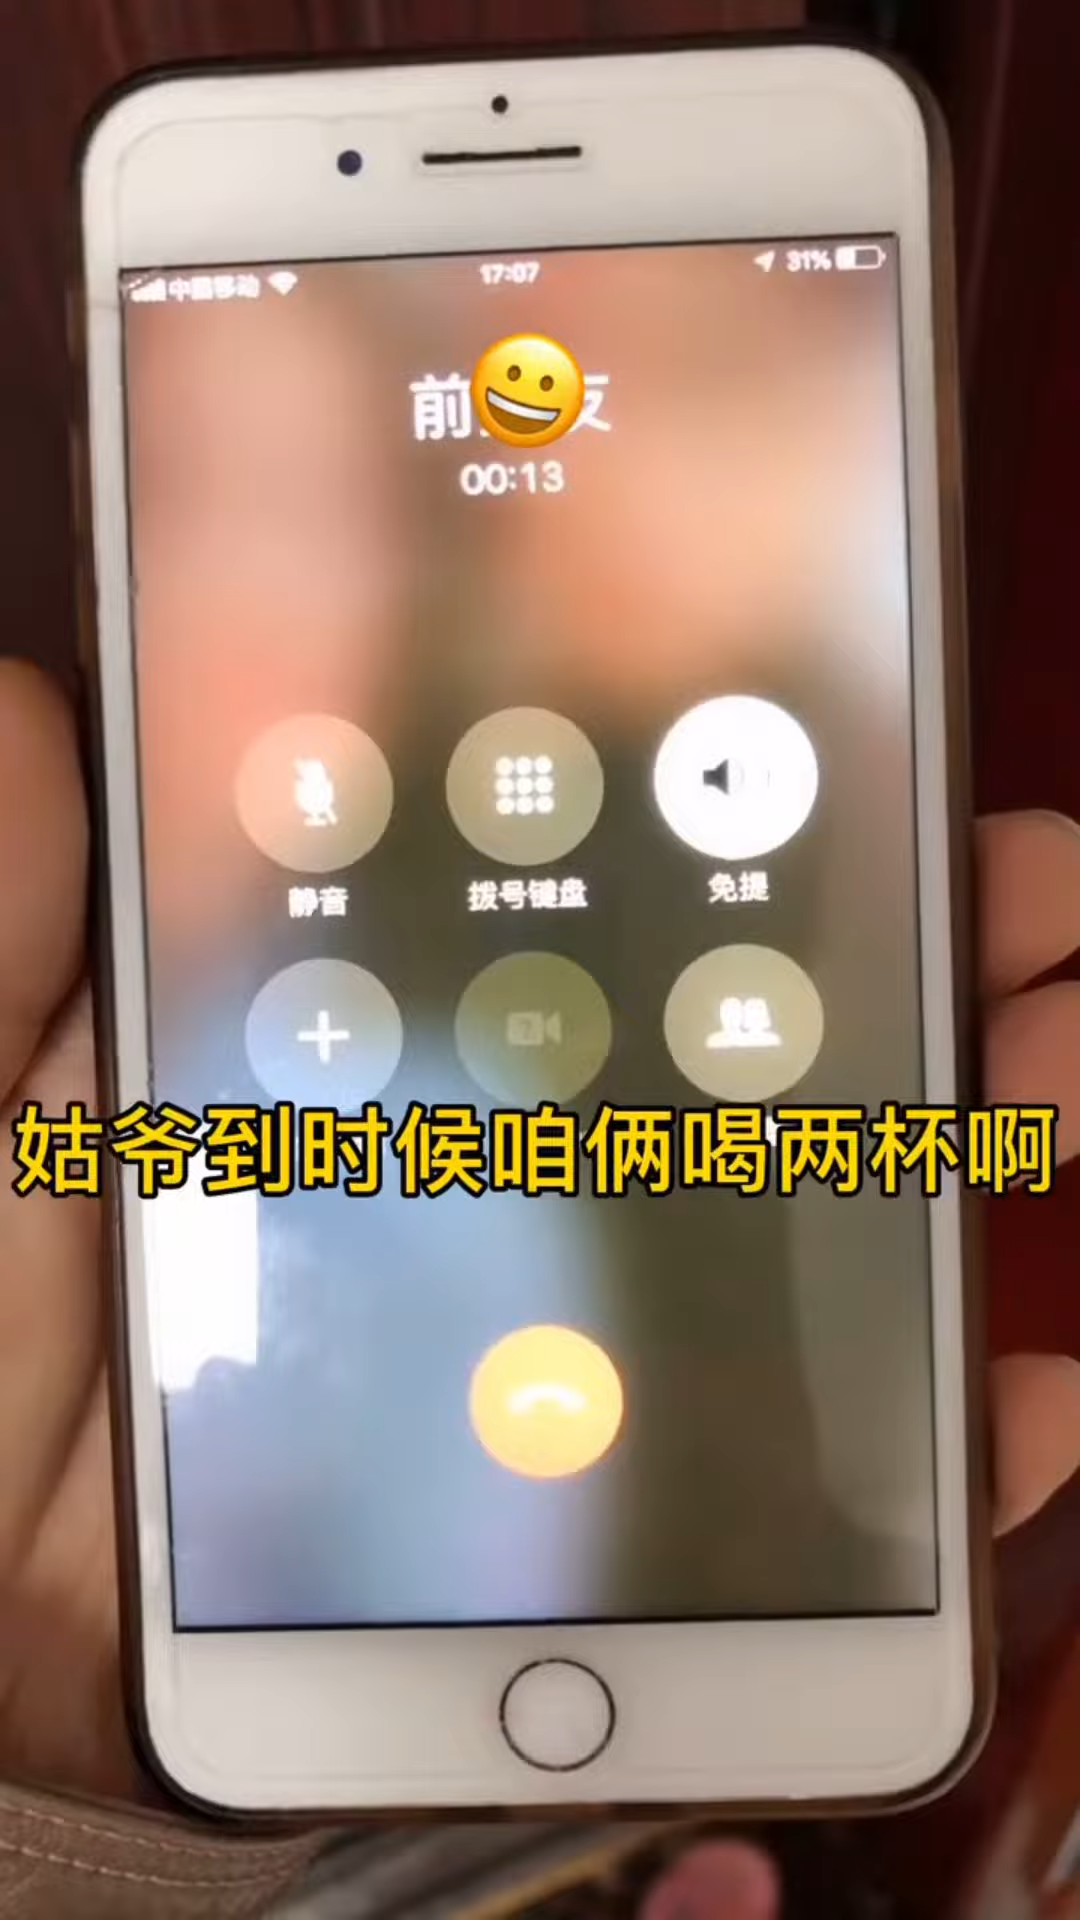 中国移动 17:07 31%
前 友
00:13
静音 拨号键盘 免提
姑爷到时候咱俩喝两杯啊